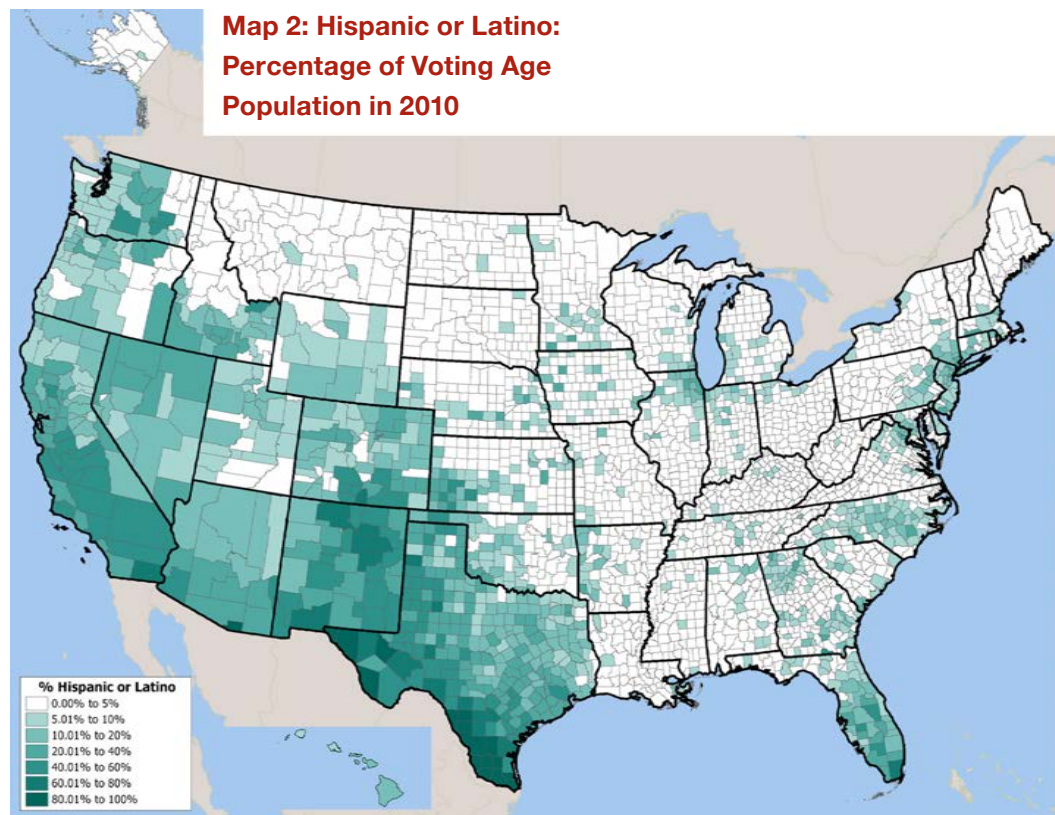 Map 2: Hispanic or Latino:
Percentage of Voting Age
Population in 2010
% Hispanic or Latino
0.00% to 5%
5.01% to 10%
10.01% to 20%
20.01% to 40%
40.01% to 60%
60.01% to 80%
80.01% to 100%